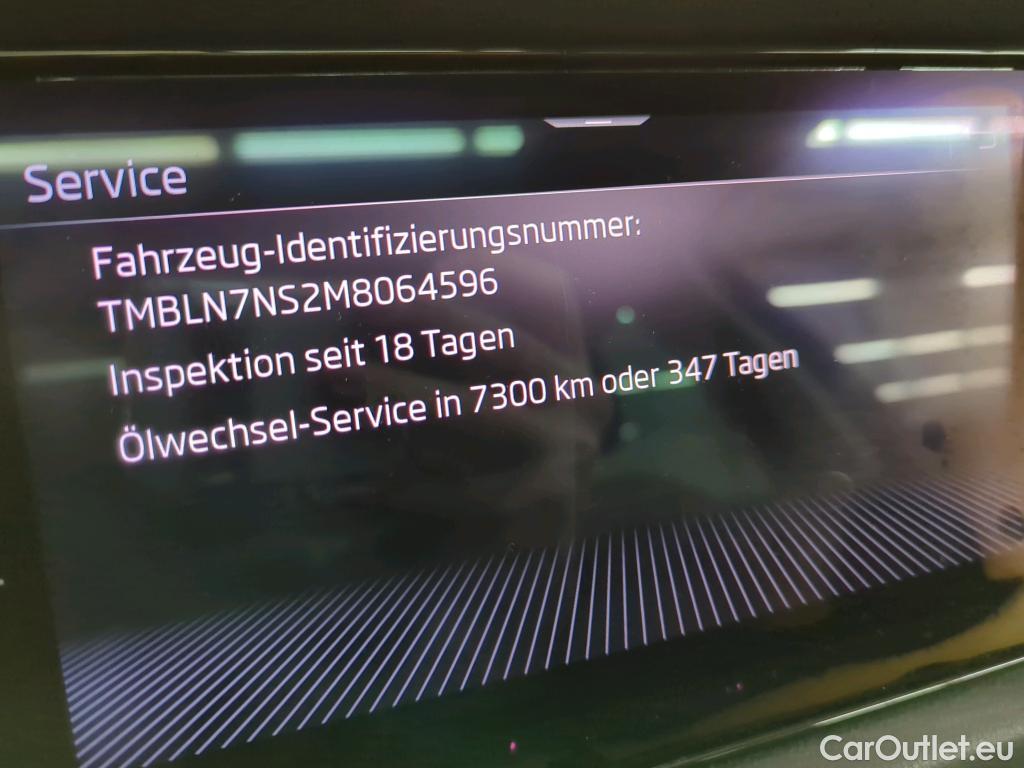 Service
Fahrzeug-Identifizierungsnummer:
TMBLN7NS2M8064596
Inspektion seit 18 Tagen
Ölwechsel-Service in 7300 km oder 347 Tagen
CarOutlet.eu